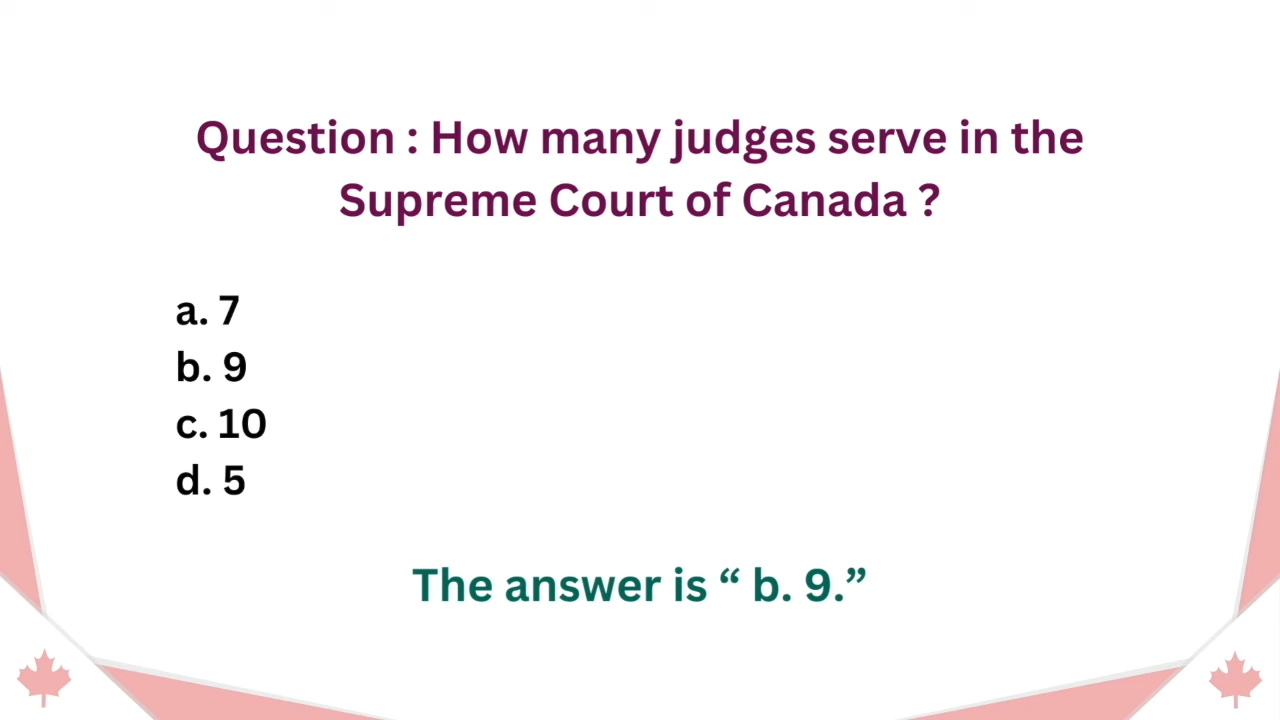 Question : How many judges serve in the
Supreme Court of Canada ?
a. 7
b. 9
c. 10
d. 5
The answer is “ b. 9.”